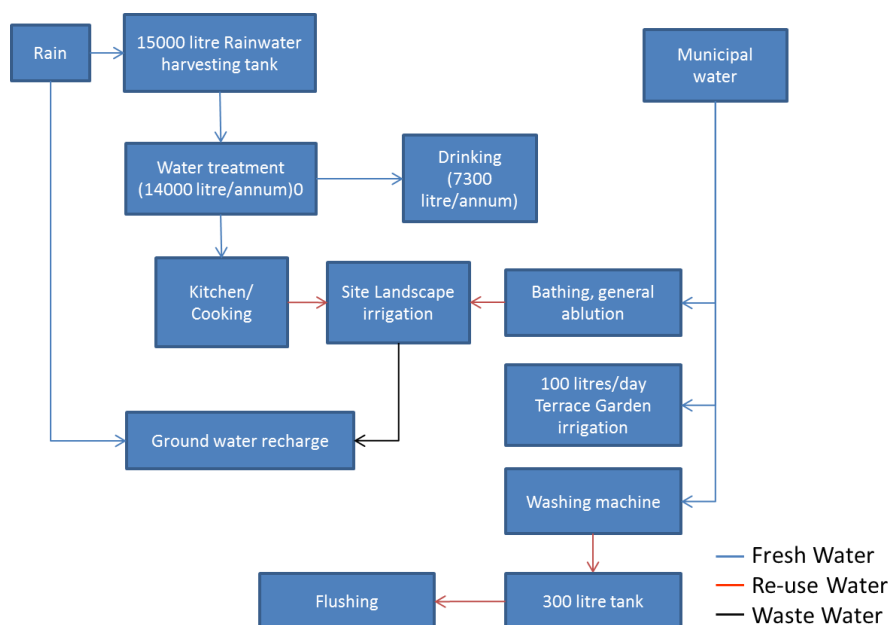 Rain
15000 litre Rainwater
harvesting tank
Municipal
water
Water treatment
(14000 litre/annum)0
Drinking
(7300
litre/annum)
Kitchen/
Cooking
Site Landscape
irrigation
Bathing, general
ablution
100 litres/day
Terrace Garden
irrigation
Ground water recharge
Washing machine
Flushing
300 litre tank
Fresh Water
Re-use Water
Waste Water